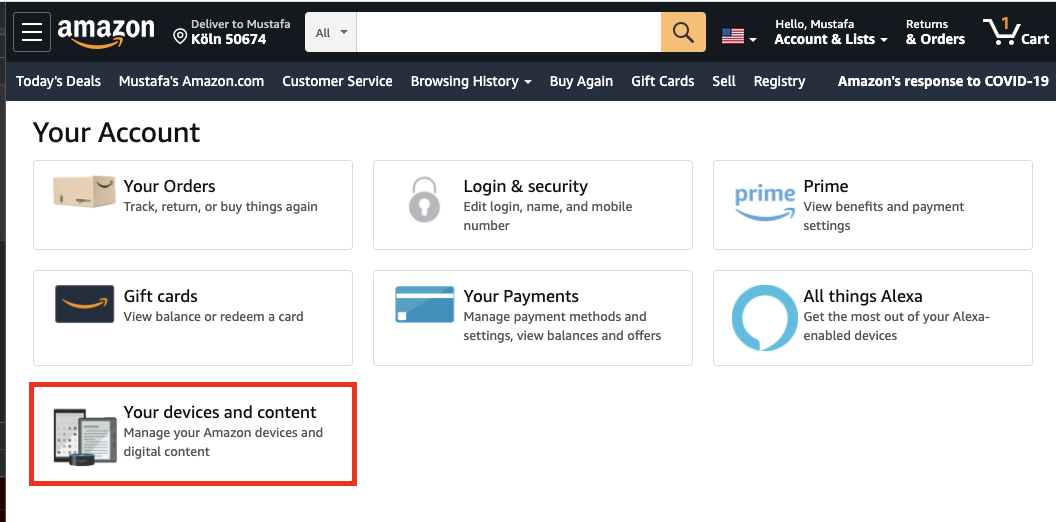 amazon
Deliver to Mustafa
Köln 50674
All
Hello, Mustafa
Account & Lists
Returns
& Orders
1
Cart
Today's Deals
Mustafa's Amazon.com
Customer Service
Browsing History
Buy Again
Gift Cards
Sell
Registry
Amazon's response to COVID-19
Your Account
Your Orders
Track, return, or buy things again
Login & security
Edit login, name, and mobile
number
prime
Prime
View benefits and payment
settings
Gift cards
View balance or redeem a card
Your Payments
Manage payment methods and
settings, view balances and offers
All things Alexa
Get the most out of your Alexa-
enabled devices
Your devices and content
Manage your Amazon devices and
digital content